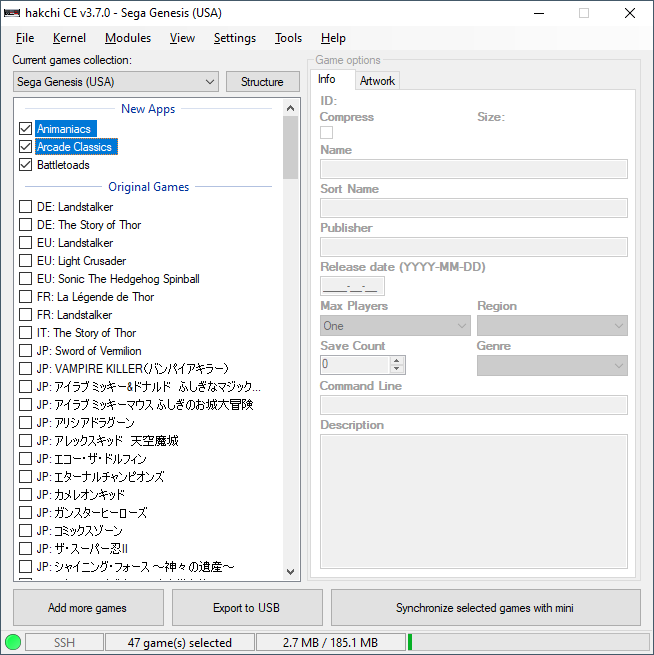 hakchi CE v3.7.0 - Sega Genesis (USA)
File Kernel Modules View Settings Tools Help
Current games collection:
Sega Genesis (USA)
Structure
New Apps
Animaniacs
Arcade Classics
Battletoads
Original Games
DE: Landstalker
DE: The Story of Thor
EU: Landstalker
EU: Light Crusader
EU: Sonic The Hedgehog Spinball
FR: La Légende de Thor
FR: Landstalker
IT: The Story of Thor
JP: Sword of Vermilion
JP: VAMPIRE KILLER(バンパイアキラー)
JP: アイラブミッキー&ドナルド ふしぎなマジック...
JP: アイラブミッキーマウス ふしぎのお城大冒険
JP: アリシアドラグーン
JP: アレックスキッド 天空魔城
JP: エコー・ザ・ドルフィン
JP: エターナルチャンピオンズ
JP: カメレオンキッド
JP: ガンスターヒーローズ
JP: コミックスゾーン
JP: ザ・スーパー忍II
JP: シャイニング・フォース ～神々の遺産～
Game options
Info Artwork
ID:
Compress Size:
Name
Sort Name
Publisher
Release date (YYYY-MM-DD)
____-__-__
Max Players Region
One
Save Count Genre
0
Command Line
Description
Add more games Export to USB Synchronize selected games with mini
SSH 47 game(s) selected 2.7 MB / 185.1 MB